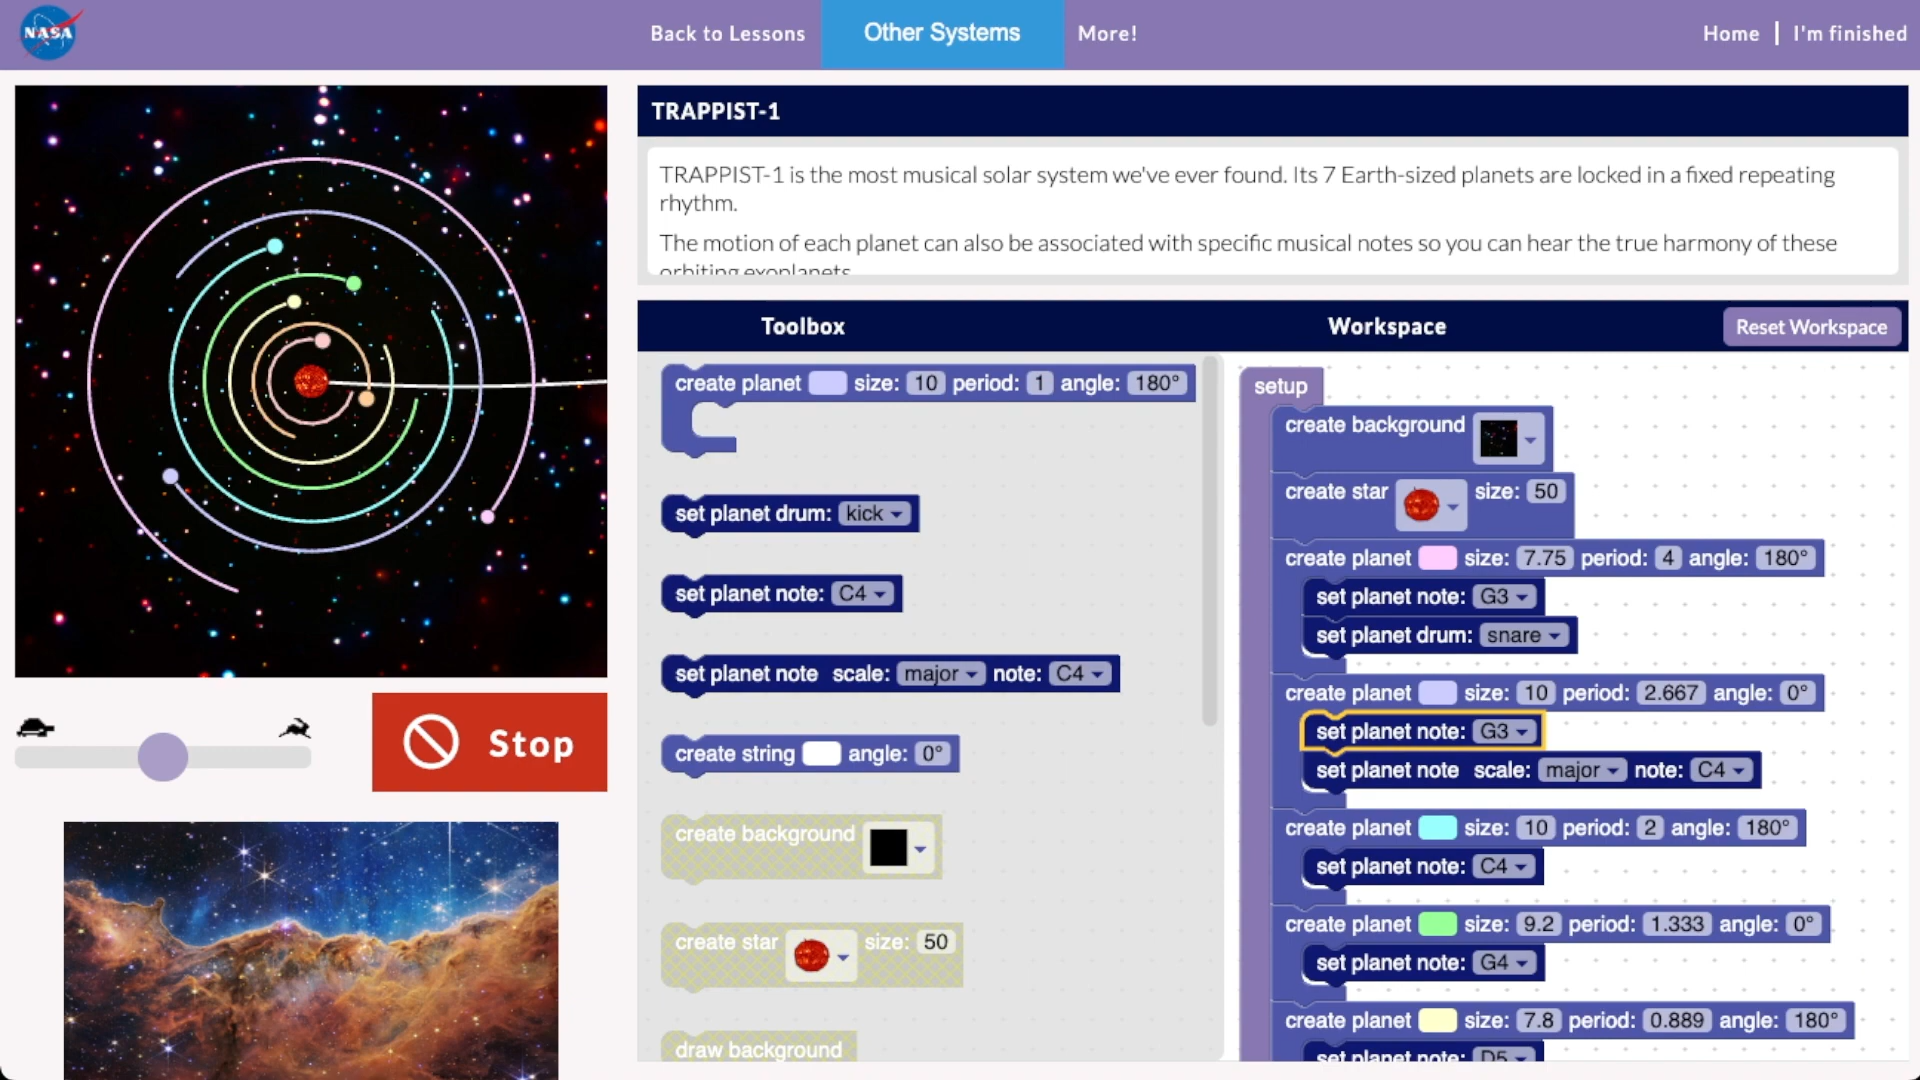 NASA
Back to Lessons
Other Systems
More!
Home
I'm finished
TRAPPIST-1
TRAPPIST-1 is the most musical solar system we've ever found. Its 7 Earth-sized planets are locked in a fixed repeating
rhythm.
The motion of each planet can also be associated with specific musical notes so you can hear the true harmony of these
orbiting exoplanets
Toolbox
Workspace
Reset Workspace
Stop
create planet size: 10 period: 1 angle: 180°
set planet drum: kick
set planet note: C4
set planet note scale: major note: C4
create string angle: 0°
create background
create star size: 50
draw background
setup
create background
create star size: 50
create planet size: 7.75 period: 4 angle: 180°
set planet note: G3
set planet drum: snare
create planet size: 10 period: 2.667 angle: 0°
set planet note: G3
set planet note scale: major note: C4
create planet size: 10 period: 2 angle: 180°
set planet note: C4
create planet size: 9.2 period: 1.333 angle: 0°
set planet note: G4
create planet size: 7.8 period: 0.889 angle: 180°
set planet note: D5